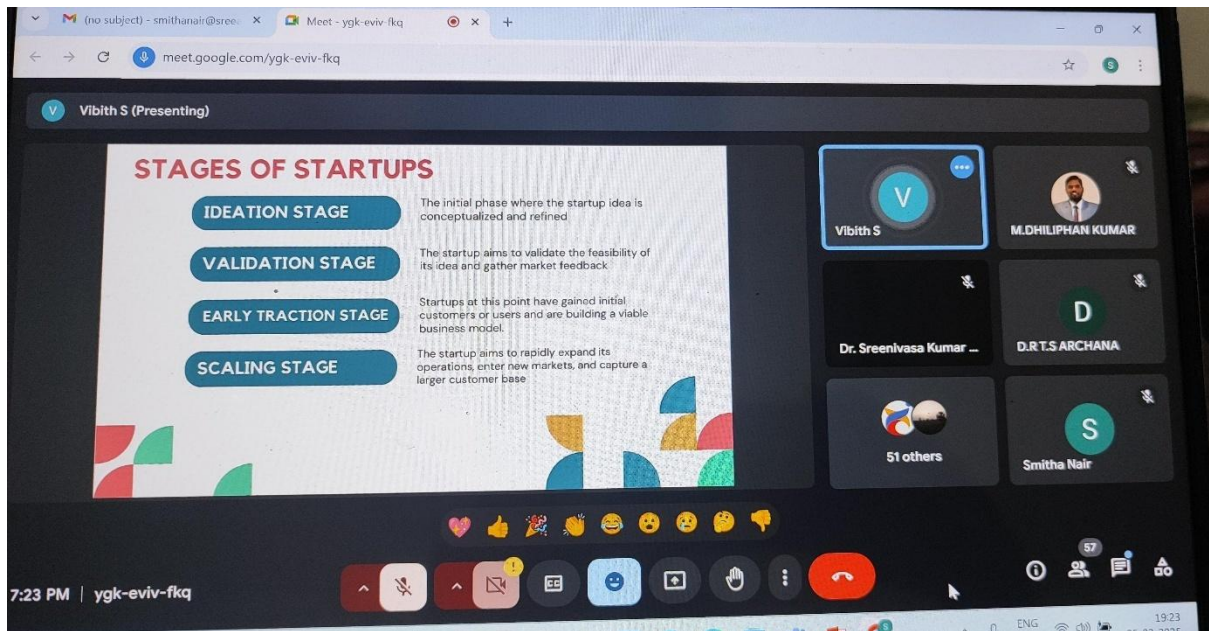 (no subject) - smithanair@sree
Meet - ygk-eviv-fkq
meet.google.com/ygk-eviv-fkq
S
V
Vibith S (Presenting)
STAGES OF STARTUPS
IDEATION STAGE
The initial phase where the startup idea is
conceptualized and refined
VALIDATION STAGE
The startup aims to validate the feasibility of
its idea and gather market feedback
EARLY TRACTION STAGE
Startups at this point have gained initial
customers or users and are building a viable
business model.
SCALING STAGE
The startup aims to rapidly expand its
operations, enter new markets, and capture a
larger customer base
V
Vibith S
M.DHILIPHAN KUMAR
Dr. Sreenivasa Kumar ...
D
D.R T.S ARCHANA
51 others
S
Smitha Nair
7:23 PM | ygk-eviv-fkq
CC
57
ENG
19:23